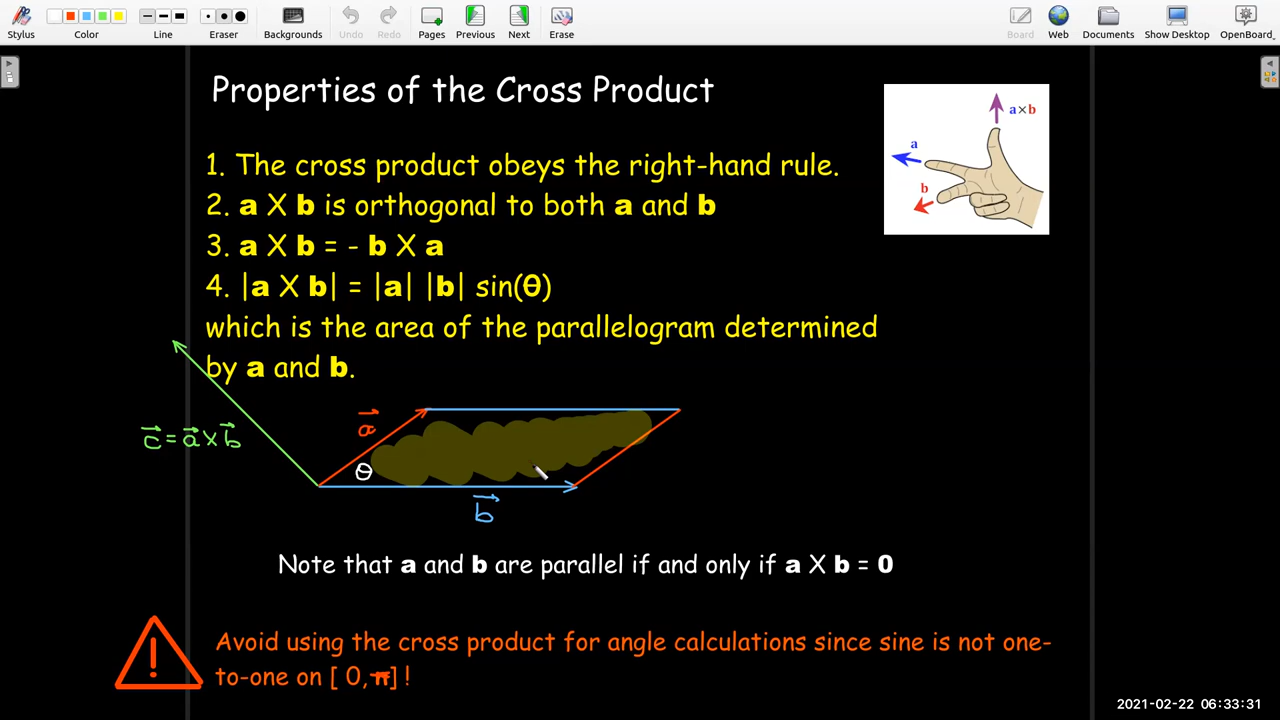 Stylus Color Line Eraser Backgrounds Undo Redo Pages Previous Next Erase Board Web Documents Show Desktop OpenBoard
Properties of the Cross Product
a×b
a
b
1. The cross product obeys the right-hand rule.
2. a X b is orthogonal to both a and b
3. a X b = - b X a
4. |a X b| = |a| |b| sin(θ)
which is the area of the parallelogram determined
by a and b.
a⃗
c⃗ = a⃗ x b⃗
θ
b⃗
Note that a and b are parallel if and only if a X b = 0
Avoid using the cross product for angle calculations since sine is not one-
to-one on [ 0,π] !
2021-02-22 06:33:31